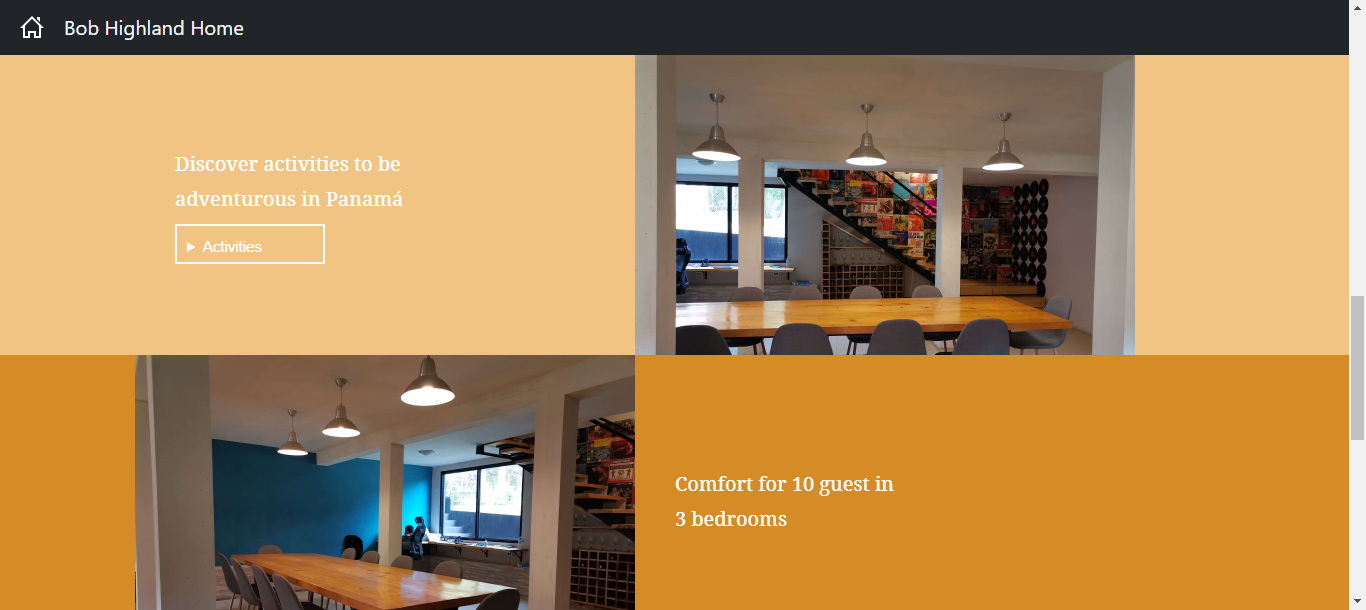 Bob Highland Home
Discover activities to be
adventurous in Panamá
Activities
Comfort for 10 guest in
3 bedrooms